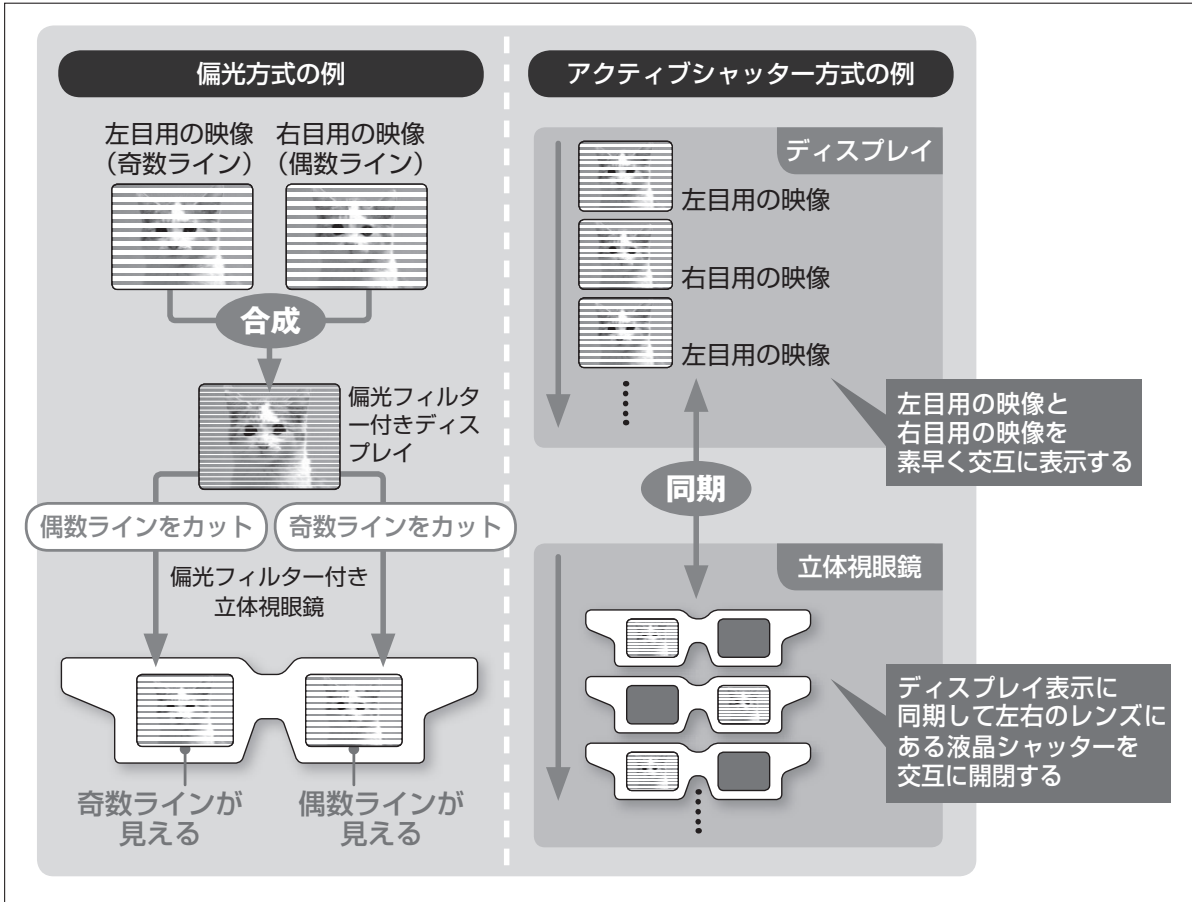 偏光方式の例
左目用の映像
（奇数ライン）
右目用の映像
（偶数ライン）
合成
偏光フィルタ
ー付きディス
プレイ
偶数ラインをカット
奇数ラインをカット
偏光フィルター付き
立体視眼鏡
奇数ラインが
見える
偶数ラインが
見える
アクティブシャッター方式の例
ディスプレイ
左目用の映像
右目用の映像
左目用の映像
左目用の映像と
右目用の映像を
素早く交互に表示する
同期
立体視眼鏡
ディスプレイ表示に
同期して左右のレンズに
ある液晶シャッターを
交互に開閉する